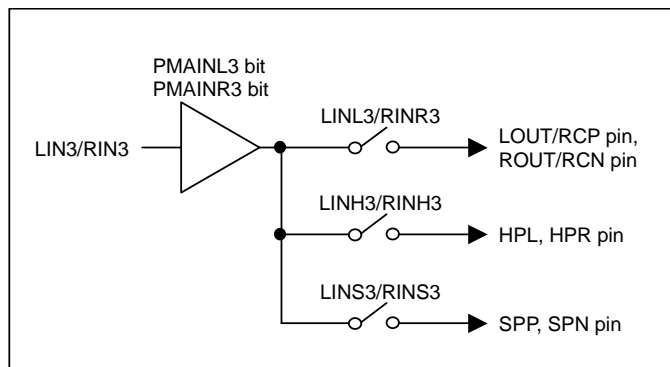 PMAINL3 bit
PMAINR3 bit
LINL3/RINR3
LIN3/RIN3
LOUT/RCP pin,
ROUT/RCN pin
LINH3/RINH3
HPL, HPR pin
LINS3/RINS3
SPP, SPN pin